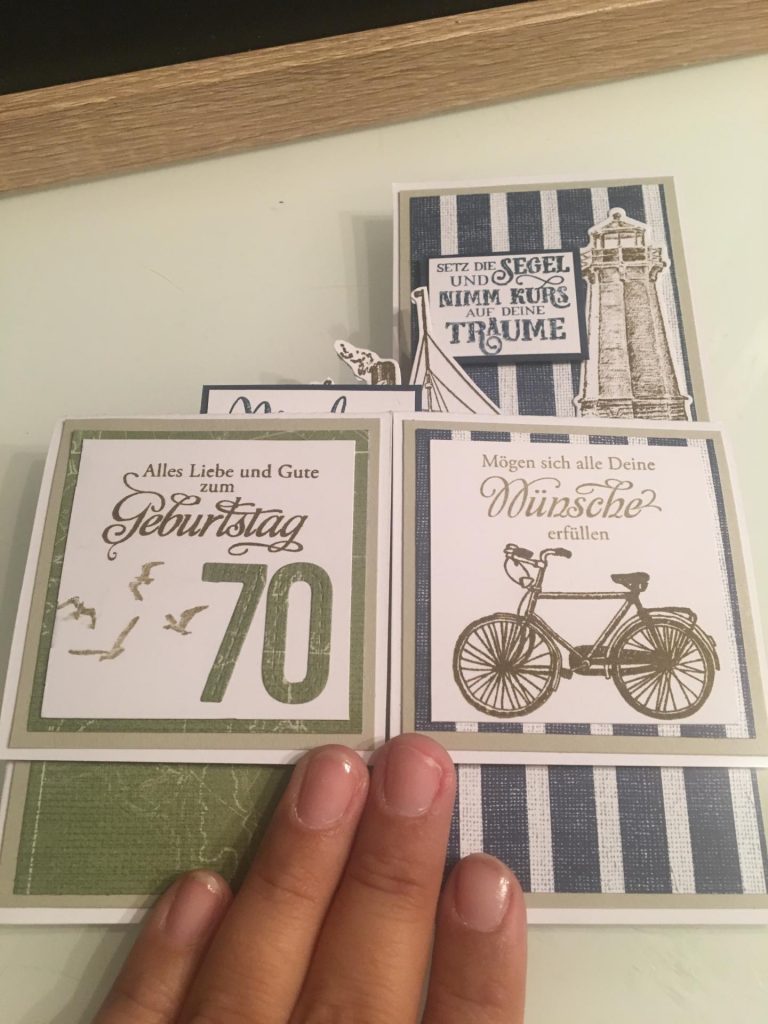 SETZ DIE SEGEL
UND
NIMM KURS
AUF DEINE
TRÄUME
Alles Liebe und Gute
zum
Geburtstag
70
Mögen sich alle Deine
Wünsche
erfüllen